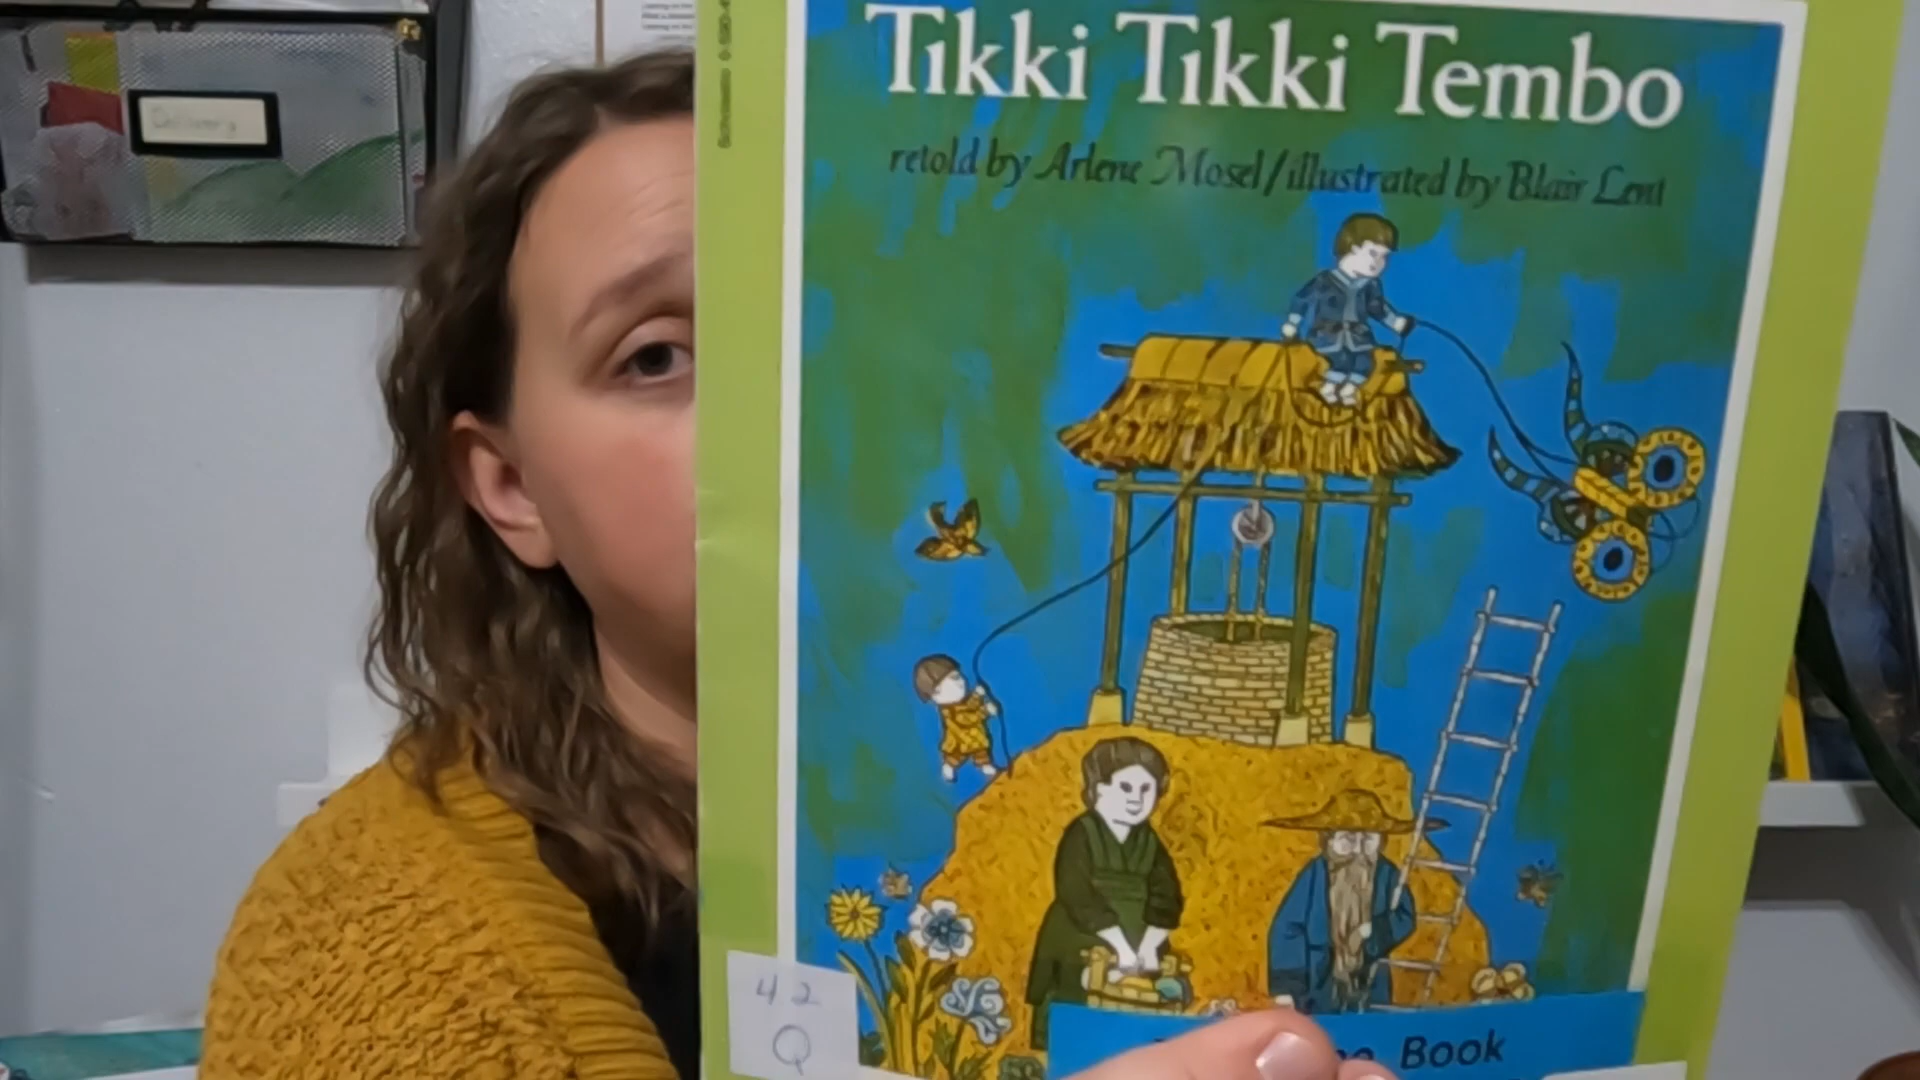 Tikki Tikki Tembo
retold by Arlene Mosel/illustrated by Blair Lent
Book
42
Q